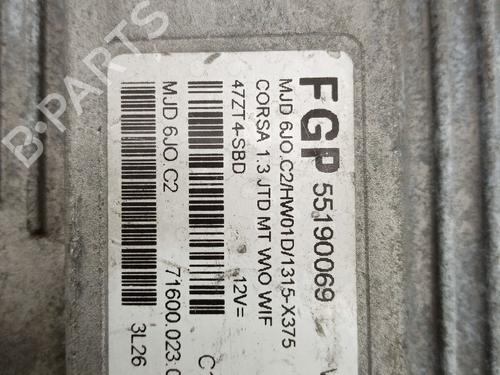 FGP 55190069
MJD 6JO.C2/HW01D/1315-X375
CORSA 1.3 JTD MT W\O WIF
47ZT4-SBD 12V=
MJD 6JO.C2 71600.023.0
3L26
B-PARTS